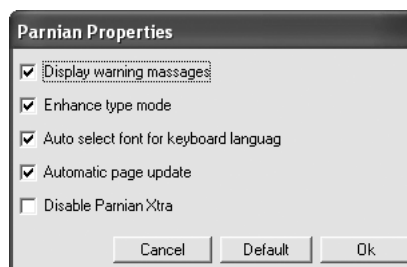 Parnian Properties
Display warning massages
Enhance type mode
Auto select font for keyboard languag
Automatic page update
Disable Parnian Xtra
Cancel Default Ok